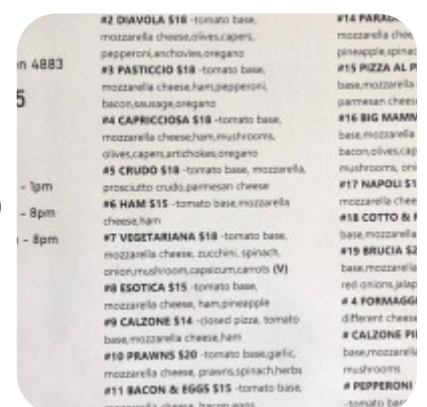 n 4883
5
- 1pm
- 8pm
- 8pm
#2 DIAVOLA $18 -tomato base,
mozzarella cheese,olives,capers,
pepperoni,anchovies,oregano
#3 PASTICCIO $18 -tomato base,
mozzarella cheese,ham,pepperoni,
bacon,sausage,oregano
#4 CAPRICCIOSA $18 -tomato base,
mozzarella cheese,ham,mushrooms,
olives,capers,artichokes,oregano
#5 CRUDO $18 -tomato base, mozzarella,
prosciutto crudo,parmesan cheese
#6 HAM $15 -tomato base,mozzarella
cheese,ham
#7 VEGETARIANA $18 -tomato base,
mozzarella cheese, zucchini, spinach,
onion,mushroom,capsicum,carrots (V)
#8 ESOTICA $15 -tomato base,
mozzarella cheese, ham,pineapple
#9 CALZONE $14 -closed pizza, tomato
base,mozzarella cheese,ham
#10 PRAWNS $20 -tomato base,garlic,
mozzarella cheese, prawns,spinach,herbs
#11 BACON & EGGS $15 -tomato base,
mozzarella cheese, bacon,eggs
#14
mozzarella
pineapple,spinac
#15 PIZZA AL P
parmesan chees
#16 BIG MAMM
base,mozzarella
bacon,olives,cap
mushrooms, oni
#17 NAPOLI $1
mozzarella chee
#18 COTTO &
base,mozzarella
#19 BRUCIA $2
base,mozzarella
red onions,jalap
# 4 FORMAGG
different cheese
# CALZONE PI
base,mozzarella
mushrooms
# PEPPERONI
-tomato bas